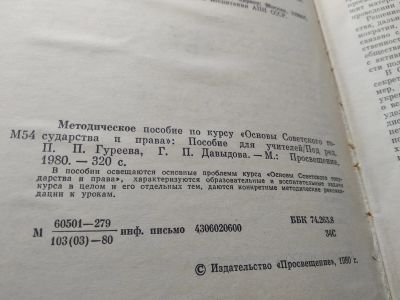 воспитания АПН СССР.
Методическое пособие по курсу «Основы Советского го-
М54 сударства и права»: Пособие для учителей/Под ред.
П. П. Гуреева, Г. П. Давыдова. — М.: Просвещение,
1980. — 320 с.
В пособии освещаются основные проблемы курса «Основы Советского госу-
дарства и права», характеризуются образовательные и воспитательные задачи
курса в целом и его отдельных тем, даются конкретные методические рекомен-
дации к урокам.
М 60501—279
103(03)—80
инф. письмо 4306020600
ББК 74.263.8
34С
© Издательство «Просвещение», 1980 г.